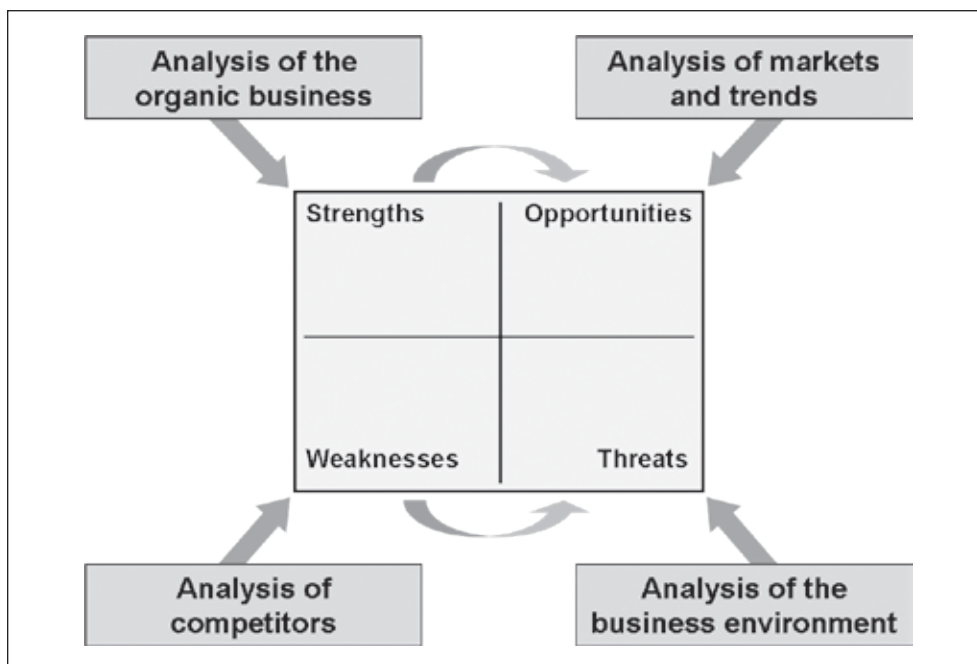 Analysis of the
organic business
Analysis of markets
and trends
Strengths
Opportunities
Weaknesses
Threats
Analysis of
competitors
Analysis of the
business environment